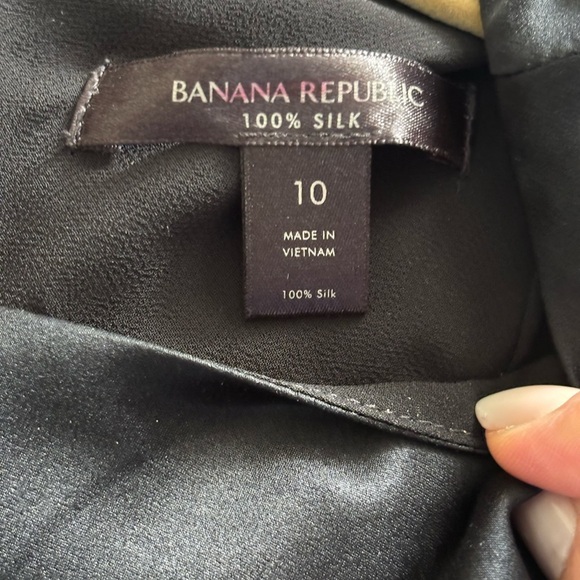 BANANA REPUBLIC
100% SILK
10
MADE IN
VIETNAM
100% Silk